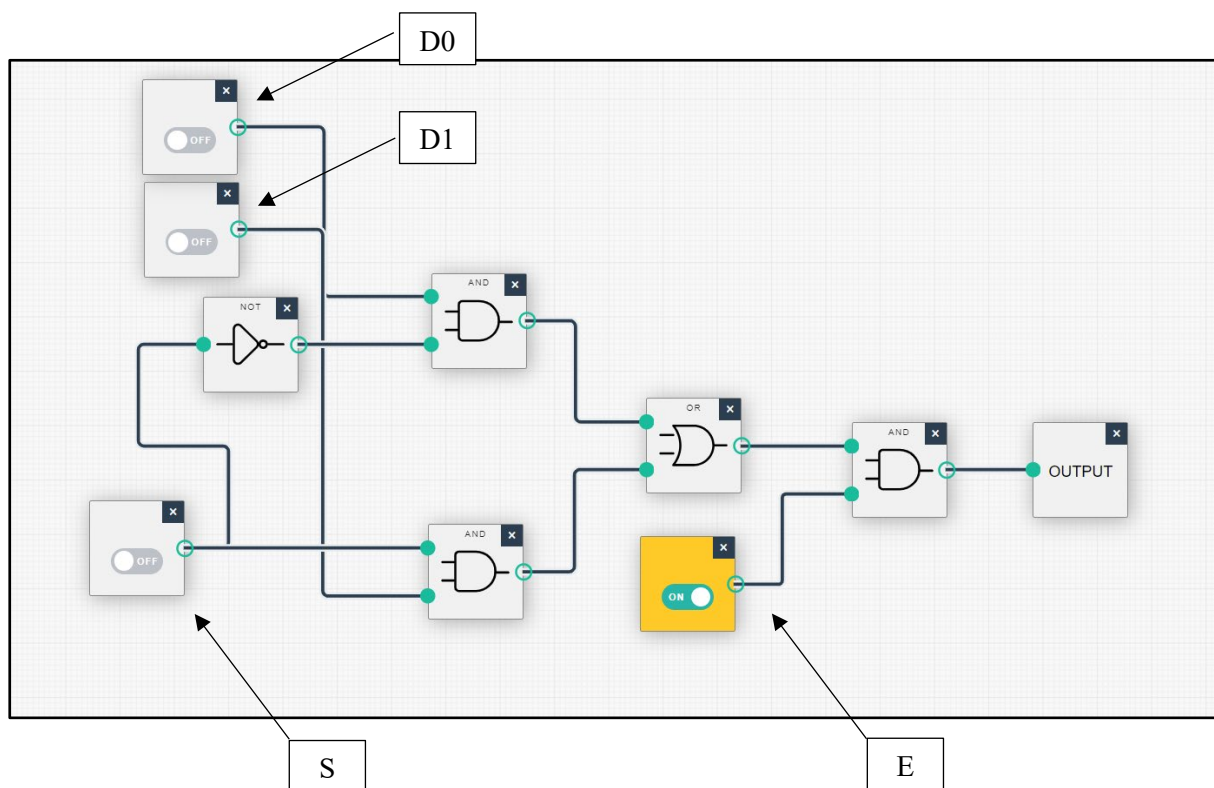 D0
×
OFF
D1
×
OFF
NOT ×
AND ×
OR ×
AND ×
OUTPUT ×
×
OFF
AND ×
×
ON
S
E